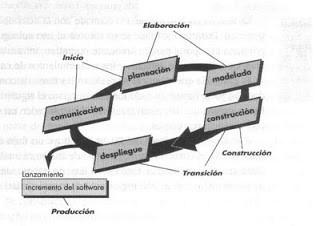 Elaboración
Inicio
planeación
modelado
comunicación
construcción
despliegue
Construcción
Lanzamiento
Transición
incremento del software
Producción